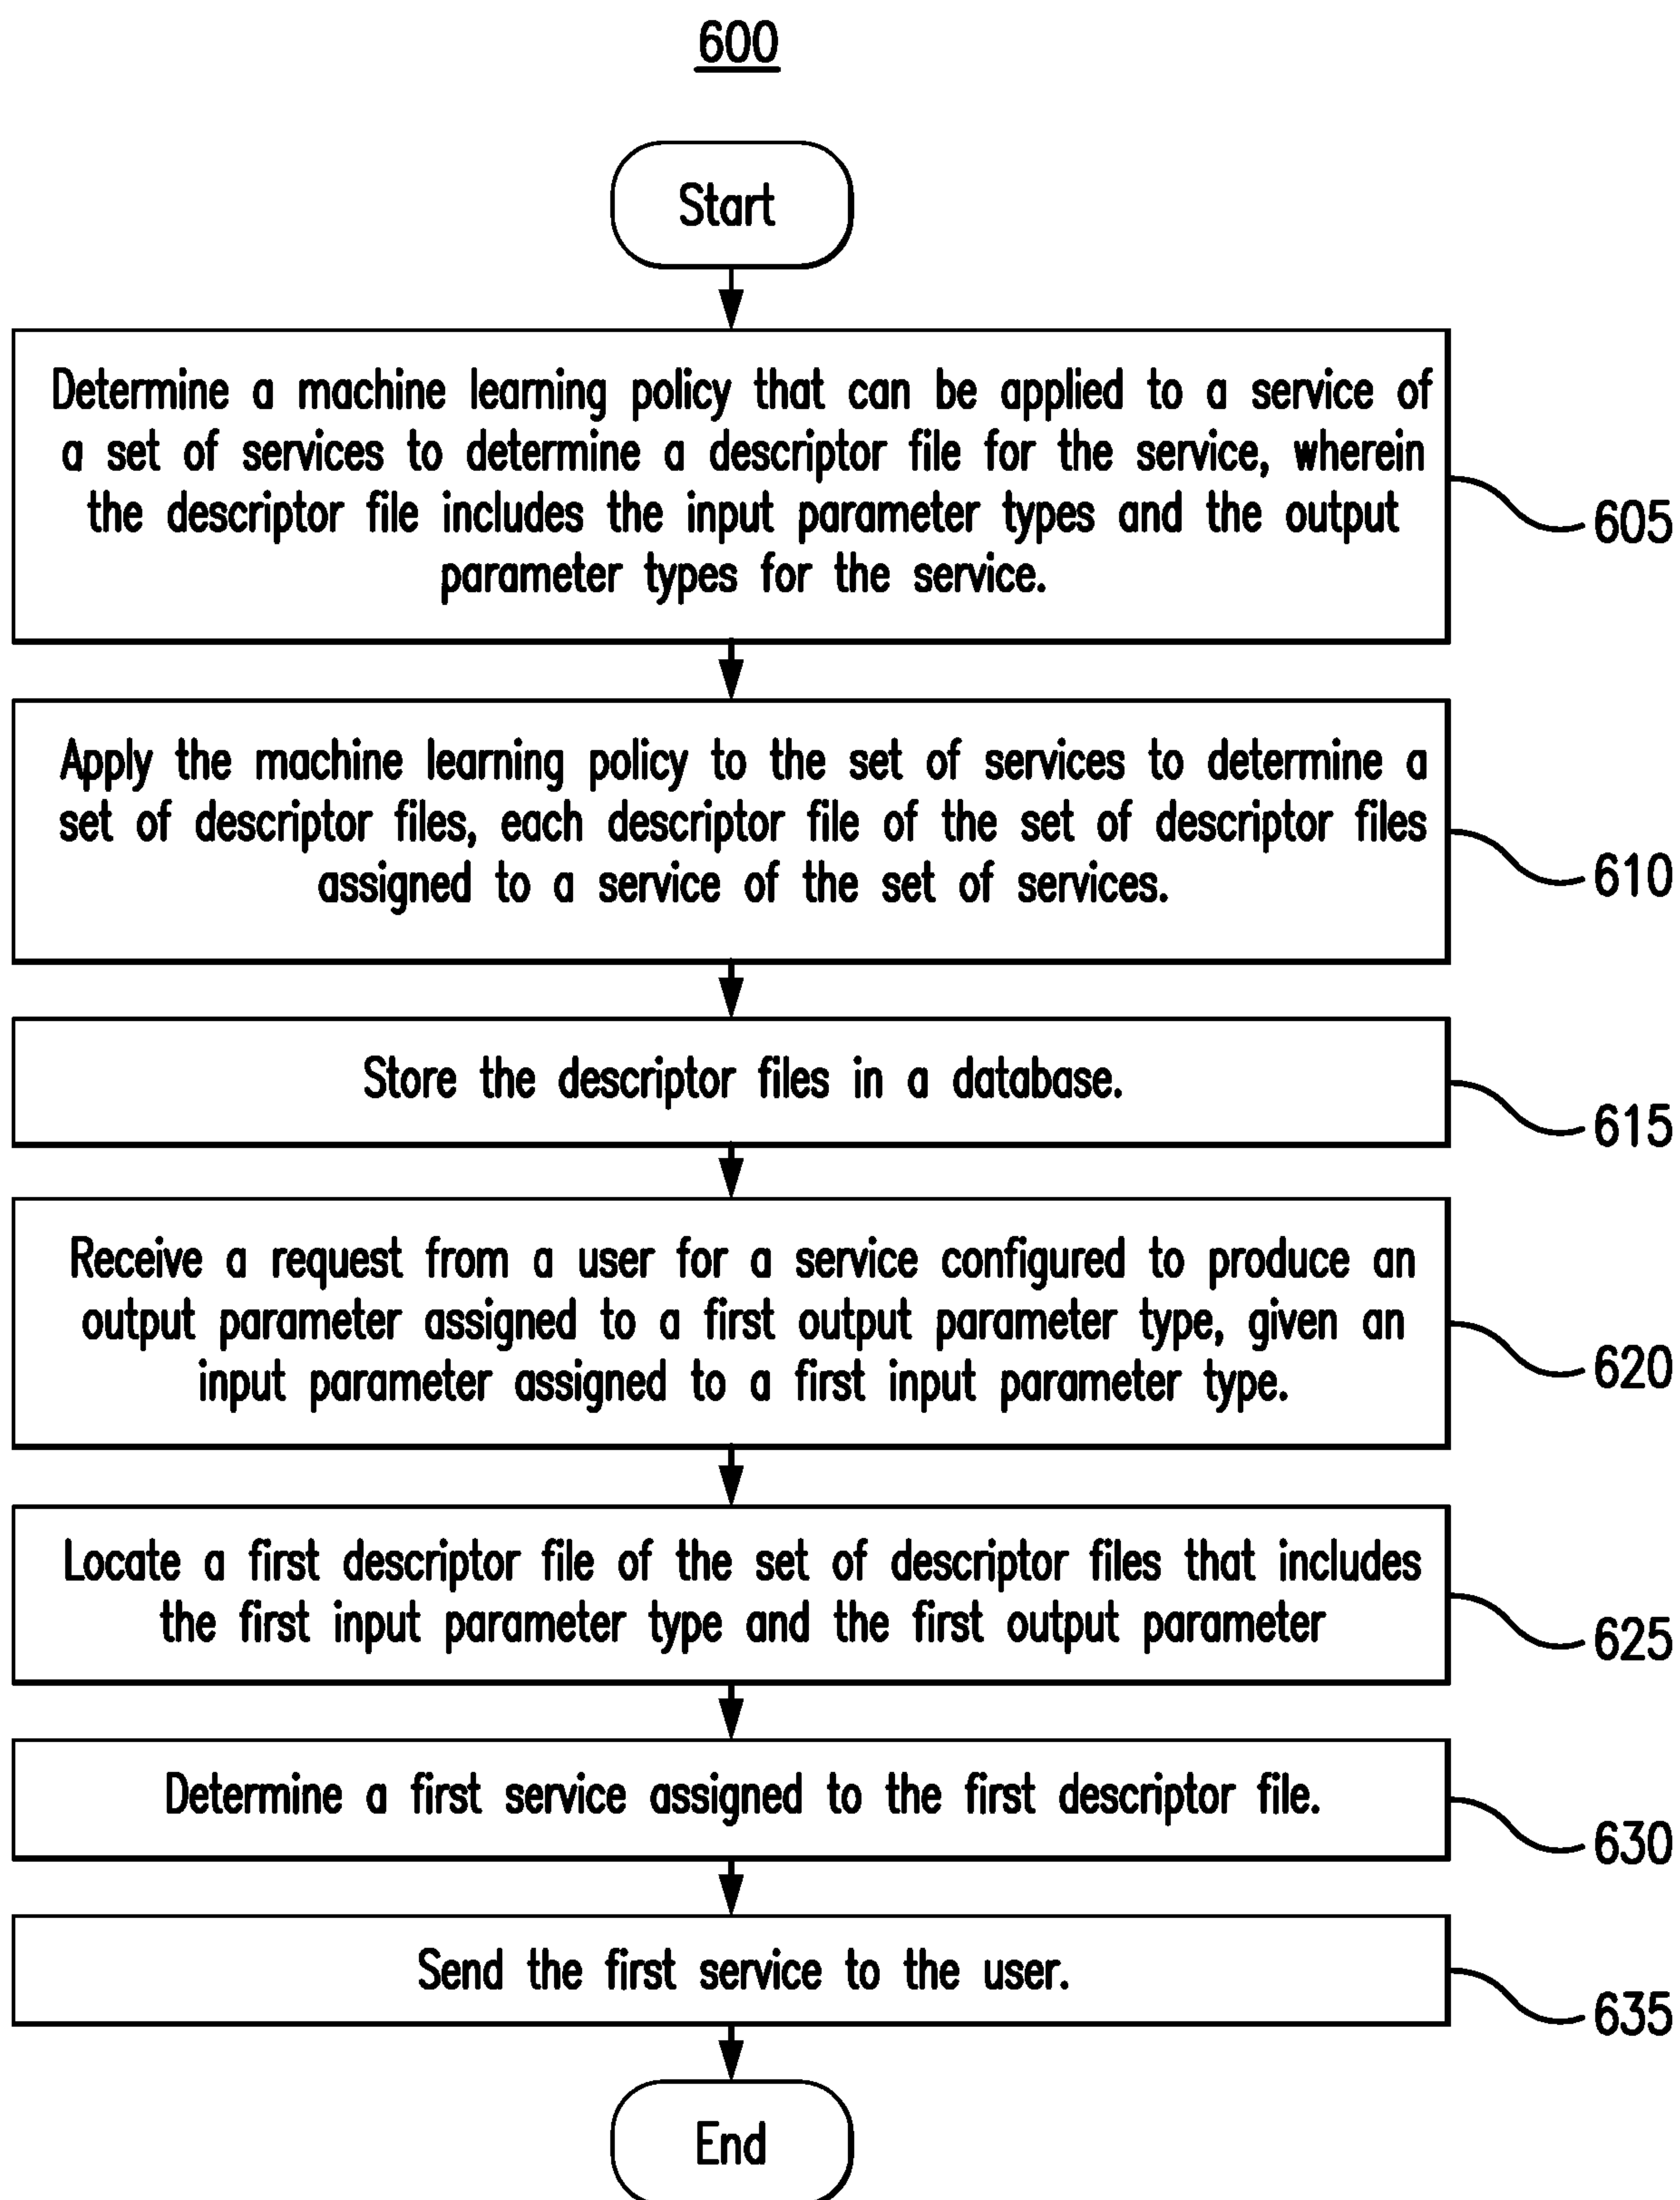 600
Start
Determine a machine learning policy that can be applied to a service of
a set of services to determine a descriptor file for the service, wherein
the descriptor file includes the input parameter types and the output
parameter types for the service.
605
Apply the machine learning policy to the set of services to determine a
set of descriptor files, each descriptor file of the set of descriptor files
assigned to a service of the set of services.
610
Store the descriptor files in a database.
615
Receive a request from a user for a service configured to produce an
output parameter assigned to a first output parameter type, given an
input parameter assigned to a first input parameter type.
620
Locate a first descriptor file of the set of descriptor files that includes
the first input parameter type and the first output parameter
625
Determine a first service assigned to the first descriptor file.
630
Send the first service to the user.
635
End